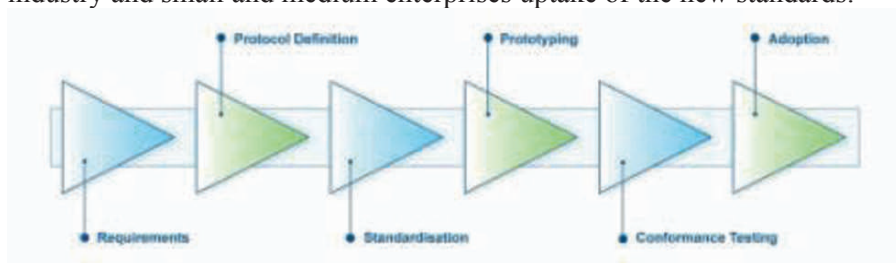 industry and small and medium enterprises uptake of the new standards.
Protocol Definition
Prototyping
Adoption
Requirements
Standardisation
Conformance Testing